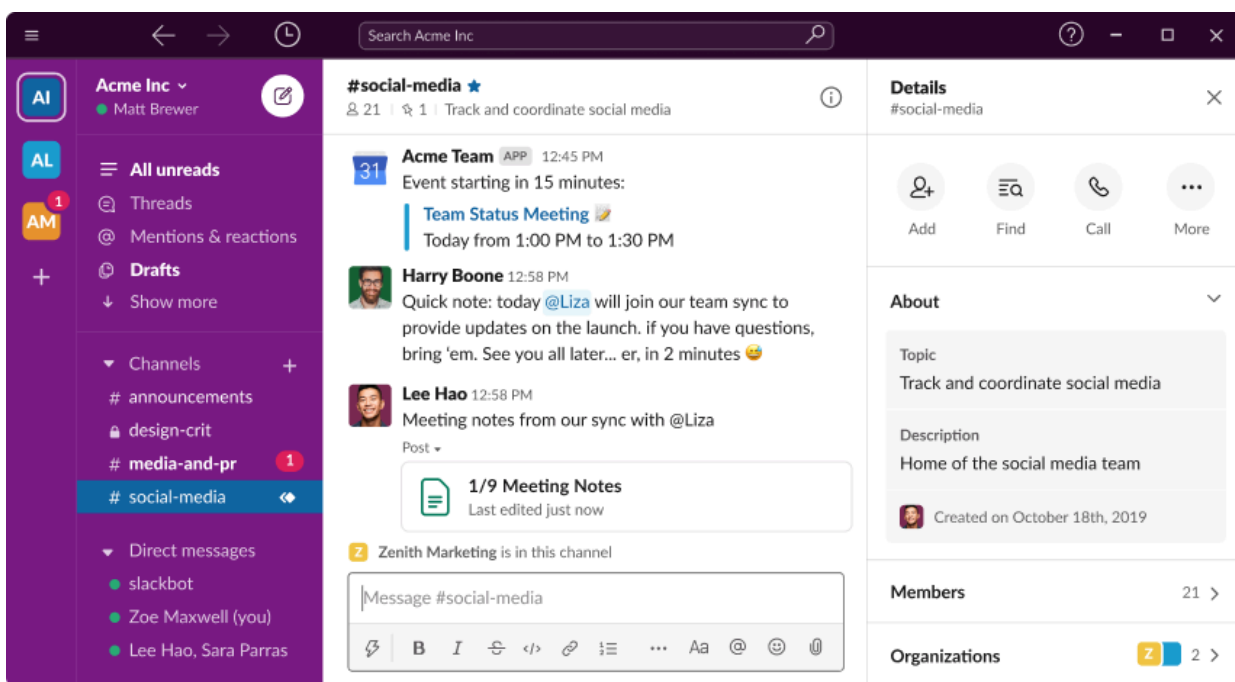 Search Acme Inc
AI
AL
AM
1
Acme Inc
Matt Brewer
All unreads
Threads
Mentions & reactions
Drafts
Show more
Channels
# announcements
design-crit
# media-and-pr 1
# social-media
Direct messages
slackbot
Zoe Maxwell (you)
Lee Hao, Sara Parras
#social-media
21 | 1 | Track and coordinate social media
31
Acme Team APP 12:45 PM
Event starting in 15 minutes:
Team Status Meeting
Today from 1:00 PM to 1:30 PM
Harry Boone 12:58 PM
Quick note: today @Liza will join our team sync to
provide updates on the launch. if you have questions,
bring ‘em. See you all later... er, in 2 minutes 😅
Lee Hao 12:58 PM
Meeting notes from our sync with @Liza
Post
1/9 Meeting Notes
Last edited just now
Z Zenith Marketing is in this channel
Message #social-media
B I S </> ... Aa @
Details
#social-media
Add Find Call More
About
Topic
Track and coordinate social media
Description
Home of the social media team
Created on October 18th, 2019
Members 21
Organizations Z 2